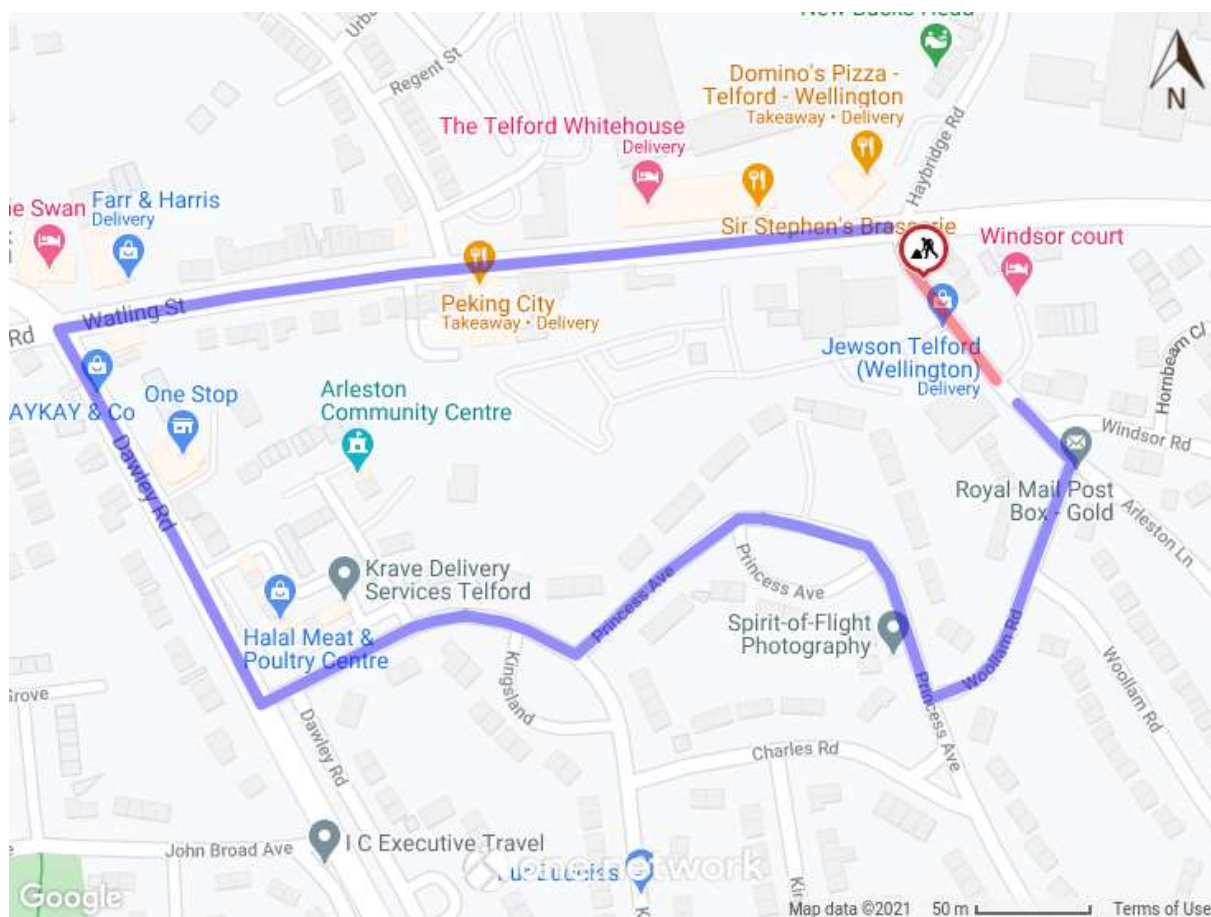 New Bucks Head
Urba
Regent St
Domino's Pizza -
Telford - Wellington
Takeaway • Delivery
The Telford Whitehouse
Delivery
Haybridge Rd
N
e Swan
Farr & Harris
Delivery
Sir Stephen's Brasserie
Windsor court
Watling St
Rd
Peking City
Takeaway • Delivery
Jewson Telford
(Wellington)
Delivery
Hornbeam Cl
AYKAY & Co
One Stop
Arleston
Community Centre
Windsor Rd
Dawley Rd
Royal Mail Post
Box - Gold
Arleston Ln
Krave Delivery
Services Telford
Princess Ave
Princess Ave
Spirit-of-Flight
Photography
Halal Meat &
Poultry Centre
Kingsland
Woollam Rd
Woollam Rd
Grove
Dawley Rd
Princess Ave
Charles Rd
John Broad Ave
I C Executive Travel
one.network
K
Kin
Google
Map data ©2021
50 m
Terms of Use